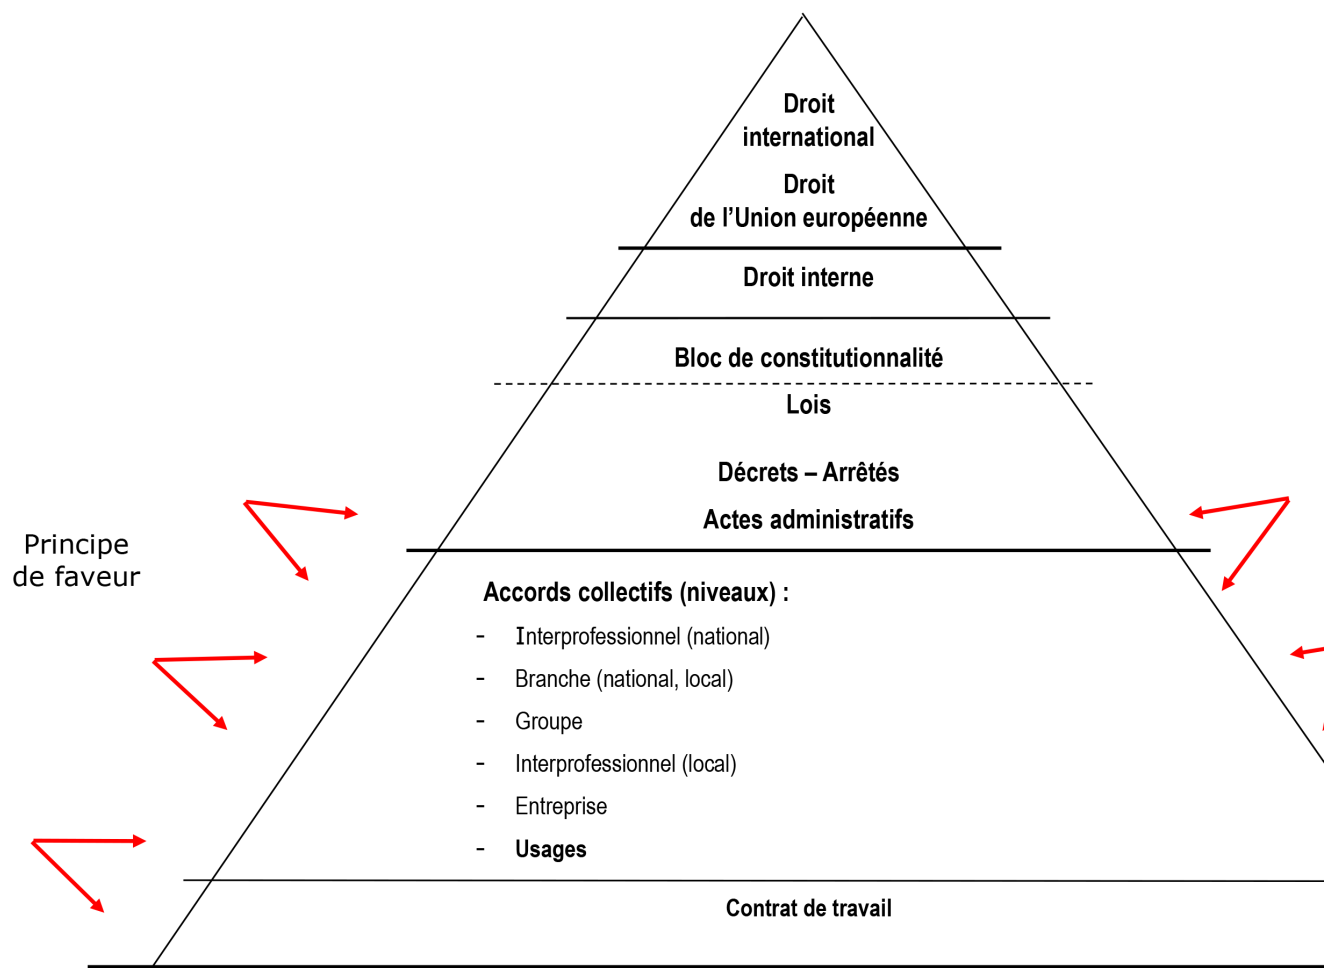 Droit
international
Droit
de l’Union européenne
Droit interne
Bloc de constitutionnalité
Lois
Décrets – Arrêtés
Actes administratifs
Principe
de faveur
Accords collectifs (niveaux) :
- Interprofessionnel (national)
- Branche (national, local)
- Groupe
- Interprofessionnel (local)
- Entreprise
- Usages
Contrat de travail